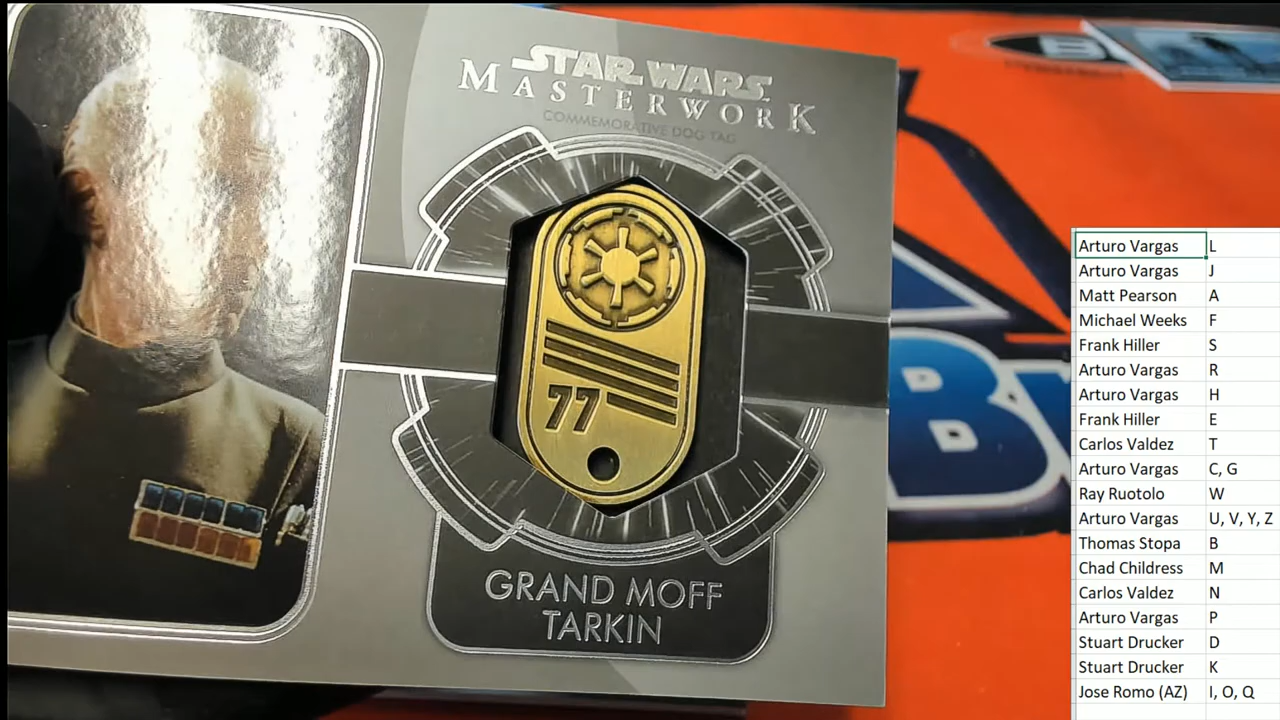 STAR WARS
MASTERWORK
COMMEMORATIVE DOG TAG
77
GRAND MOFF
TARKIN
B
Arturo Vargas L
Arturo Vargas J
Matt Pearson A
Michael Weeks F
Frank Hiller S
Arturo Vargas R
Arturo Vargas H
Frank Hiller E
Carlos Valdez T
Arturo Vargas C, G
Ray Ruotolo W
Arturo Vargas U, V, Y, Z
Thomas Stopa B
Chad Childress M
Carlos Valdez N
Arturo Vargas P
Stuart Drucker D
Stuart Drucker K
Jose Romo (AZ) I, O, Q